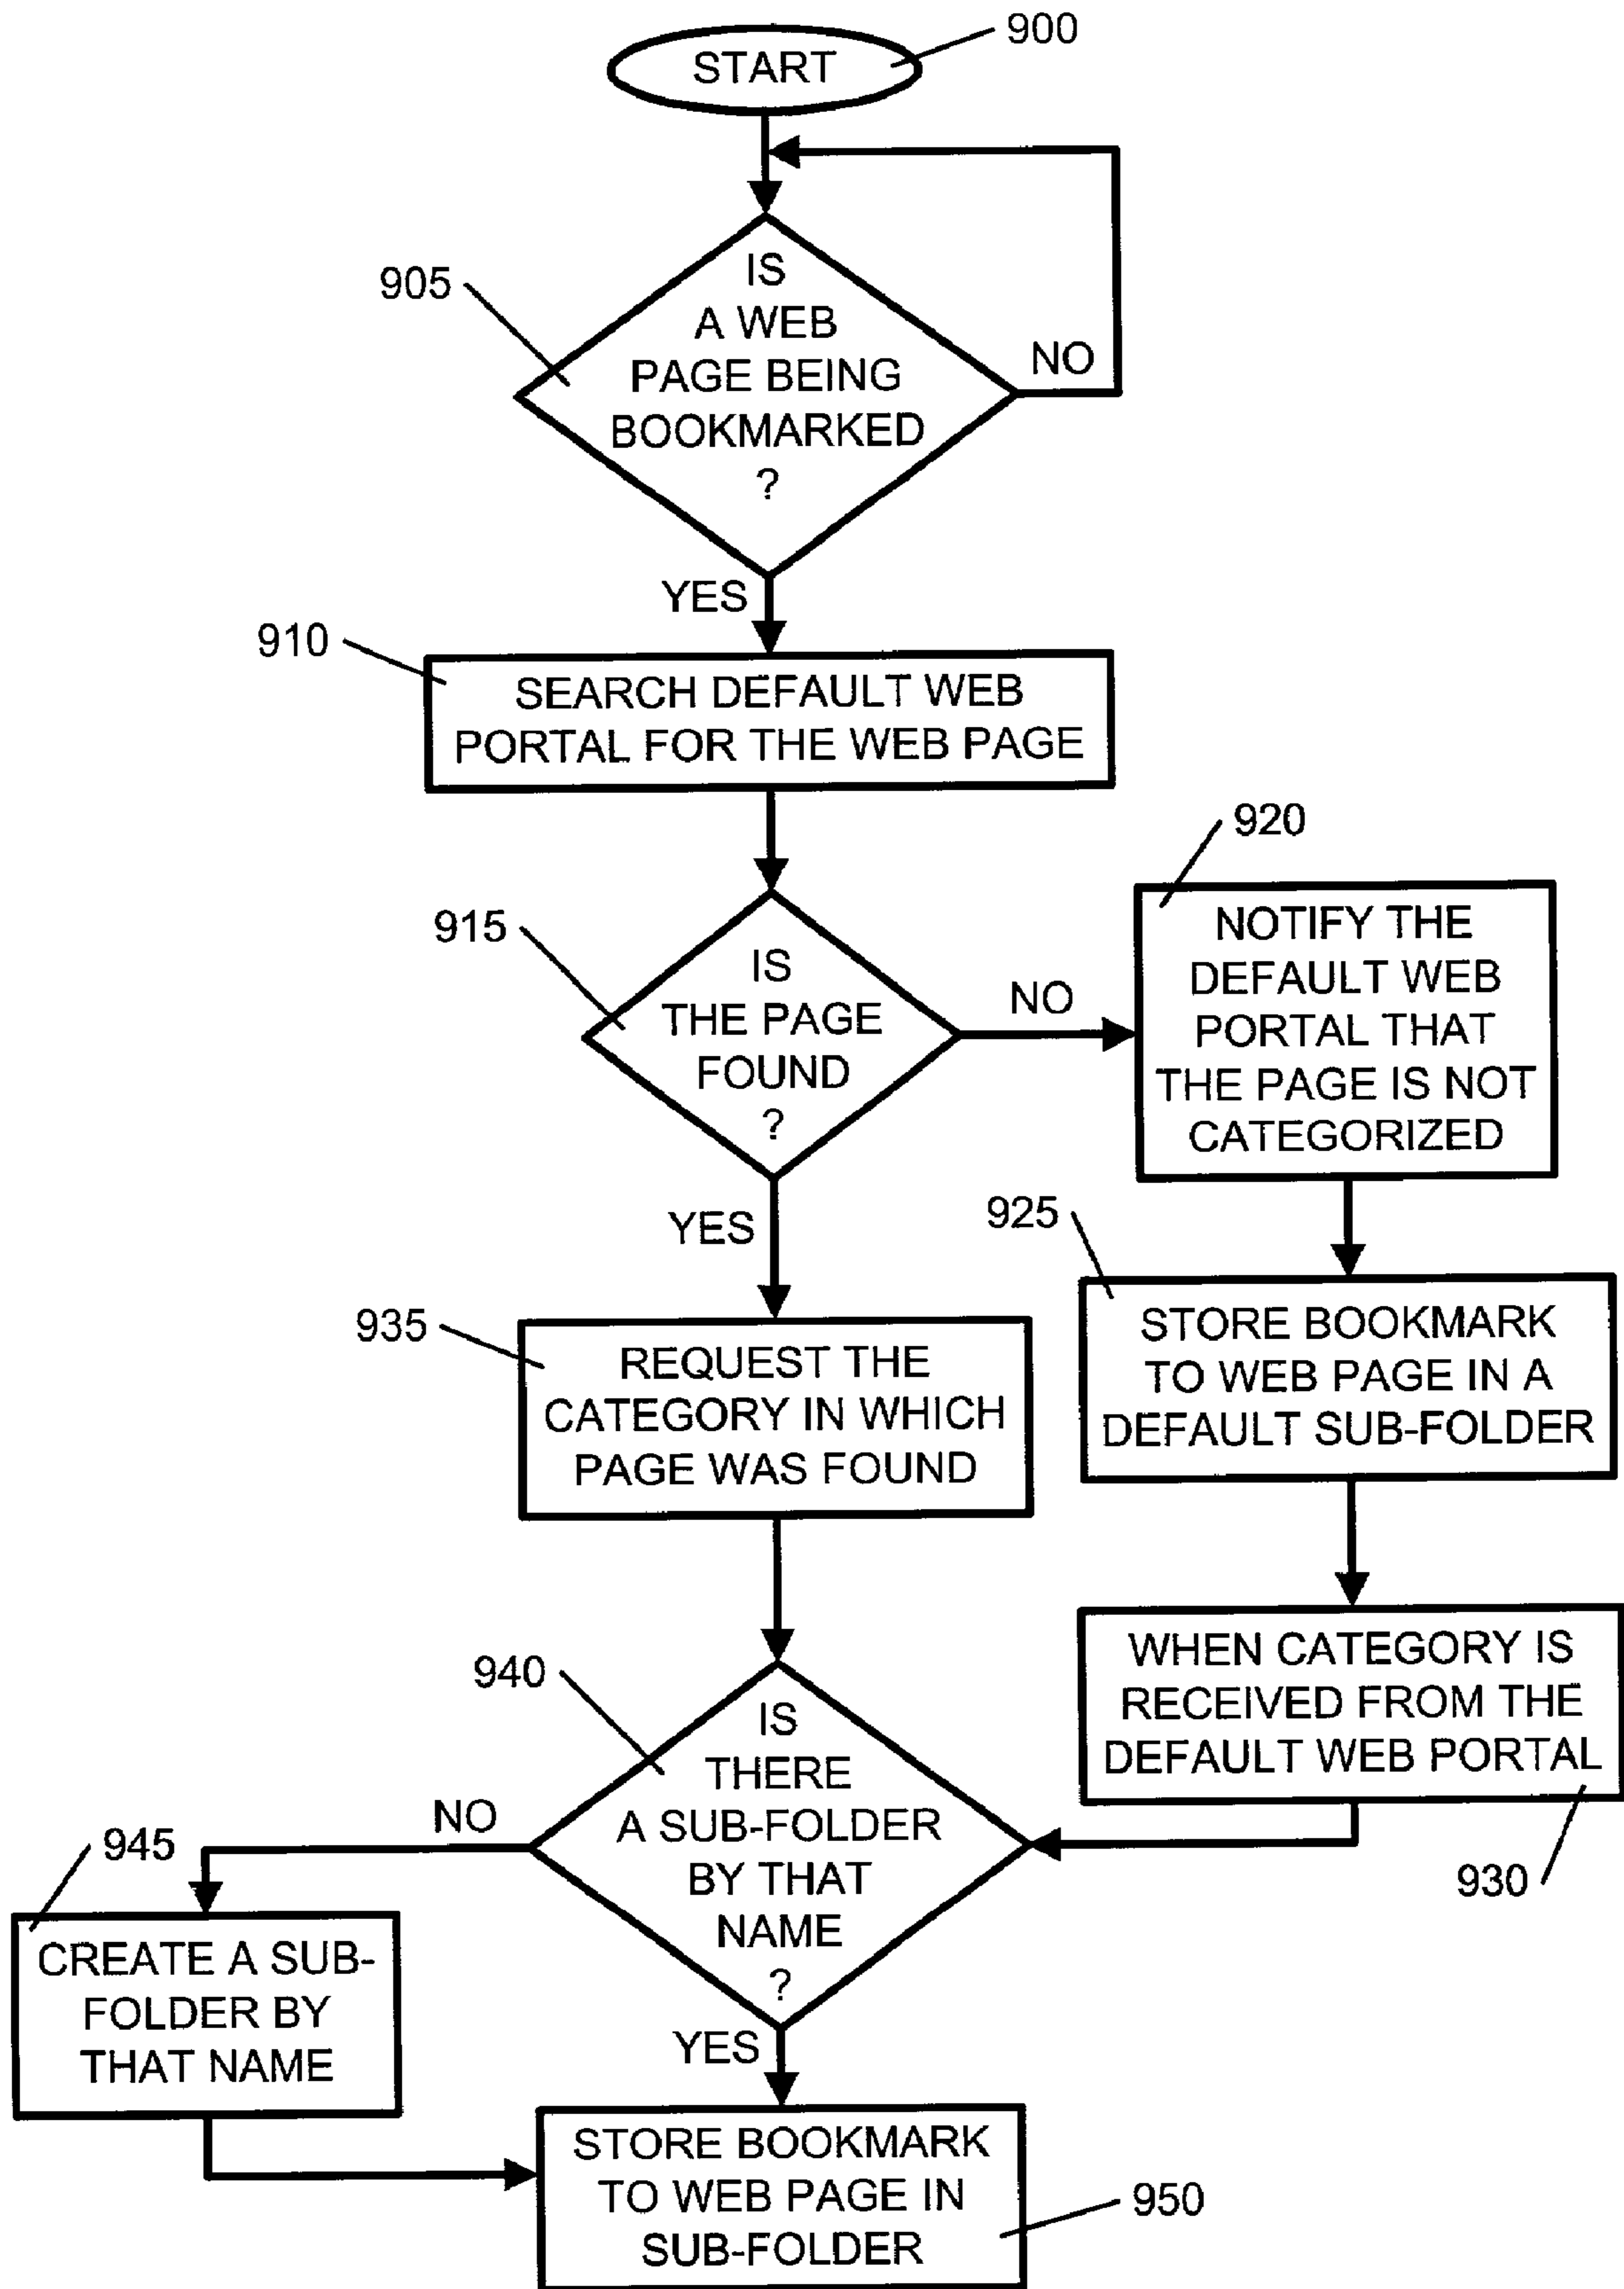 START
900
905
IS
A WEB
PAGE BEING
BOOKMARKED
?
NO
YES
910
SEARCH DEFAULT WEB
PORTAL FOR THE WEB PAGE
915
IS
THE PAGE
FOUND
?
NO
920
NOTIFY THE
DEFAULT WEB
PORTAL THAT
THE PAGE IS NOT
CATEGORIZED
YES
925
STORE BOOKMARK
TO WEB PAGE IN A
DEFAULT SUB-FOLDER
935
REQUEST THE
CATEGORY IN WHICH
PAGE WAS FOUND
WHEN CATEGORY IS
RECEIVED FROM THE
DEFAULT WEB PORTAL
930
940
IS
THERE
A SUB-FOLDER
BY THAT
NAME
?
NO
945
CREATE A SUB-
FOLDER BY
THAT NAME
YES
STORE BOOKMARK
TO WEB PAGE IN
SUB-FOLDER
950